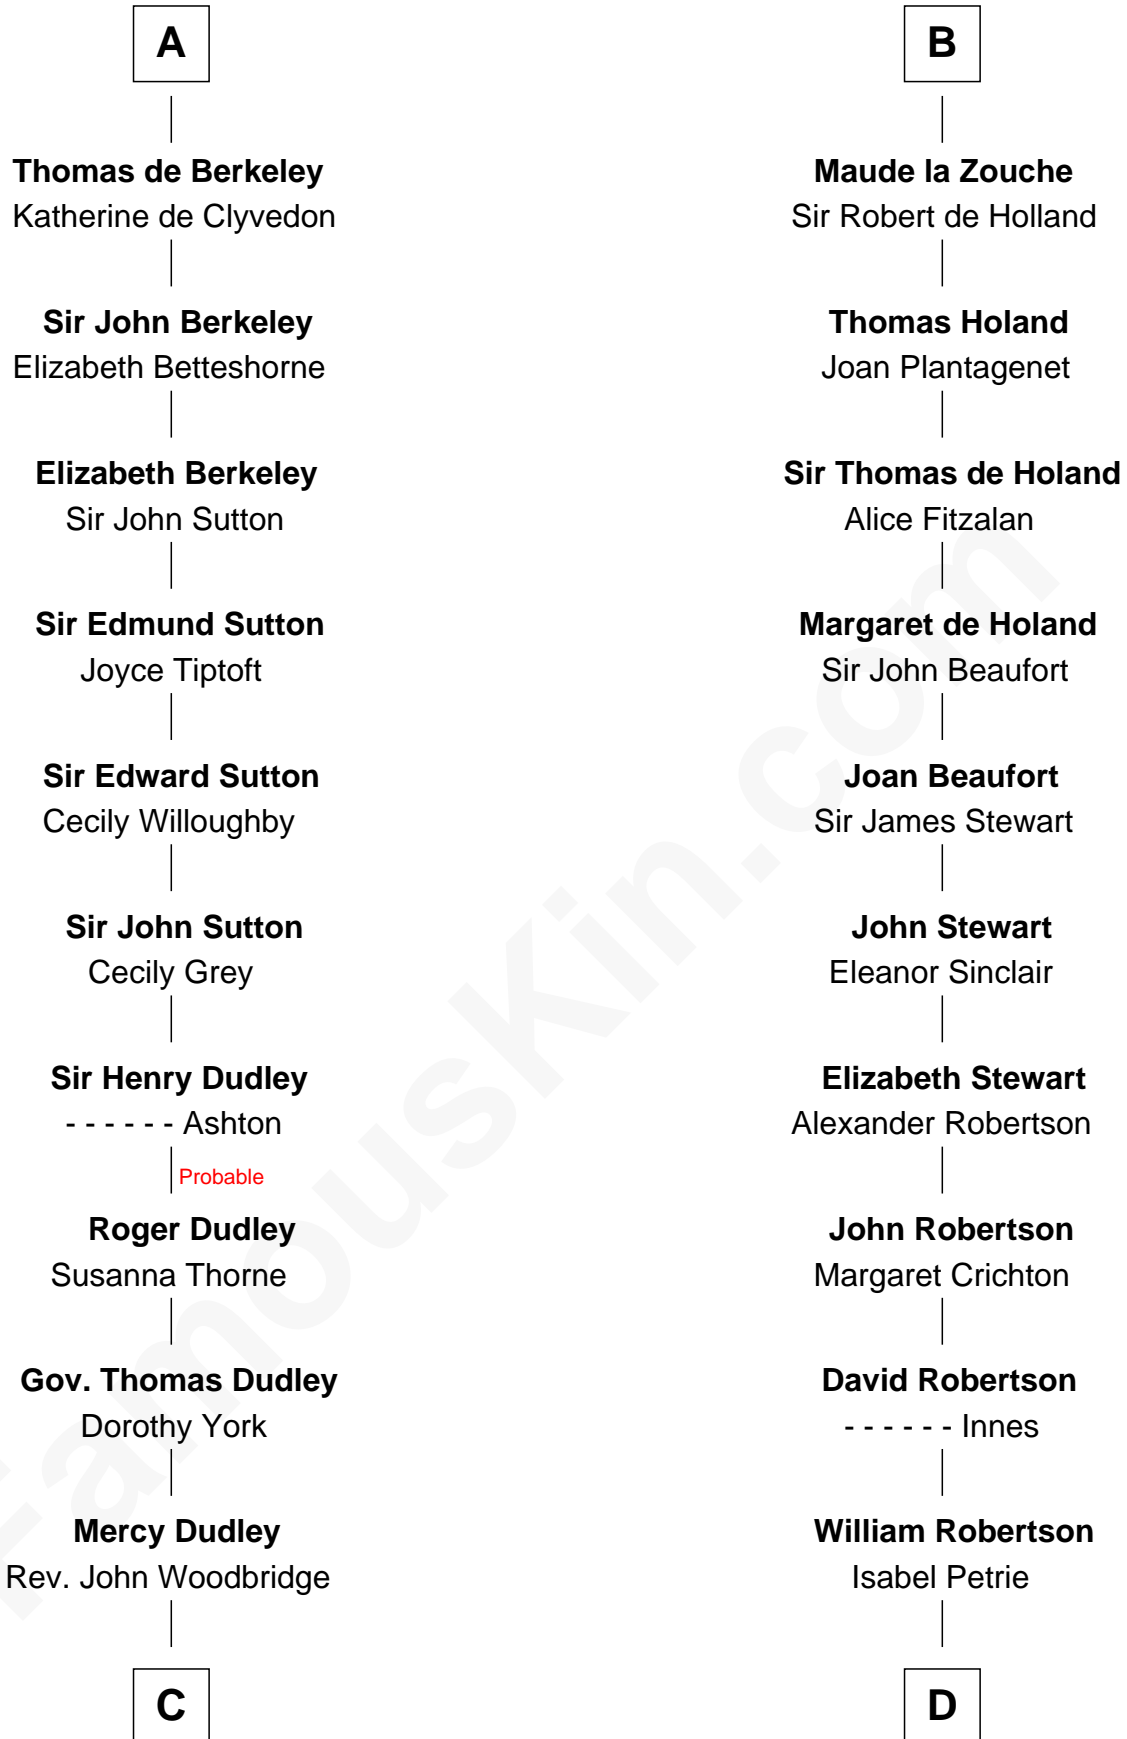 A
Thomas de Berkeley
Katherine de Clyvedon
Sir John Berkeley
Elizabeth Betteshorne
Elizabeth Berkeley
Sir John Sutton
Sir Edmund Sutton
Joyce Tiptoft
Sir Edward Sutton
Cecily Willoughby
Sir John Sutton
Cecily Grey
Sir Henry Dudley
- - - - - - Ashton
Probable
Roger Dudley
Susanna Thorne
Gov. Thomas Dudley
Dorothy York
Mercy Dudley
Rev. John Woodbridge
C
B
Maude la Zouche
Sir Robert de Holland
Thomas Holand
Joan Plantagenet
Sir Thomas de Holand
Alice Fitzalan
Margaret de Holand
Sir John Beaufort
Joan Beaufort
Sir James Stewart
John Stewart
Eleanor Sinclair
Elizabeth Stewart
Alexander Robertson
John Robertson
Margaret Crichton
David Robertson
- - - - - - Innes
William Robertson
Isabel Petrie
D
FamousKin.com